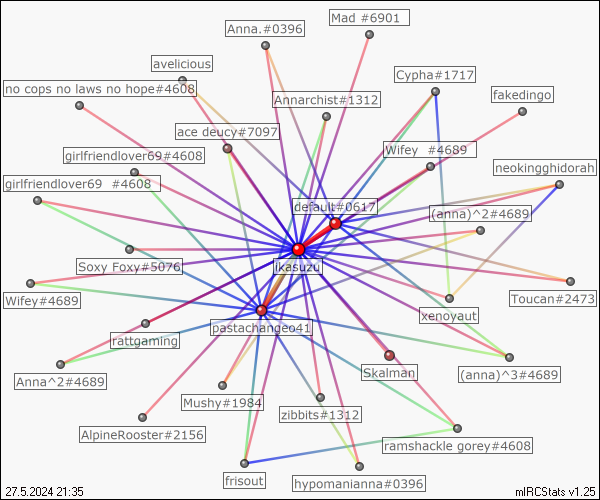 Mad #6901
Anna.#0396
avelicious
Cypha#1717
no cops no laws no hope#4608
Annarchist#1312
fakedingo
ace deucy#7097
girlfriendlover69#4608
Wifey #4689
neokingghidorah
girlfriendlover69 #4608
default#0617
(anna)^2#4689
Soxy Foxy#5076
ikasuzu
Wifey#4689
Toucan#2473
xenoyaut
pastachangeo41
rattgaming
Skalman
(anna)^3#4689
Anna^2#4689
Mushy#1984
zibbits#1312
AlpineRooster#2156
ramshackle gorey#4608
frisout
hypomanianna#0396
27.5.2024 21:35
mIRCStats v1.25